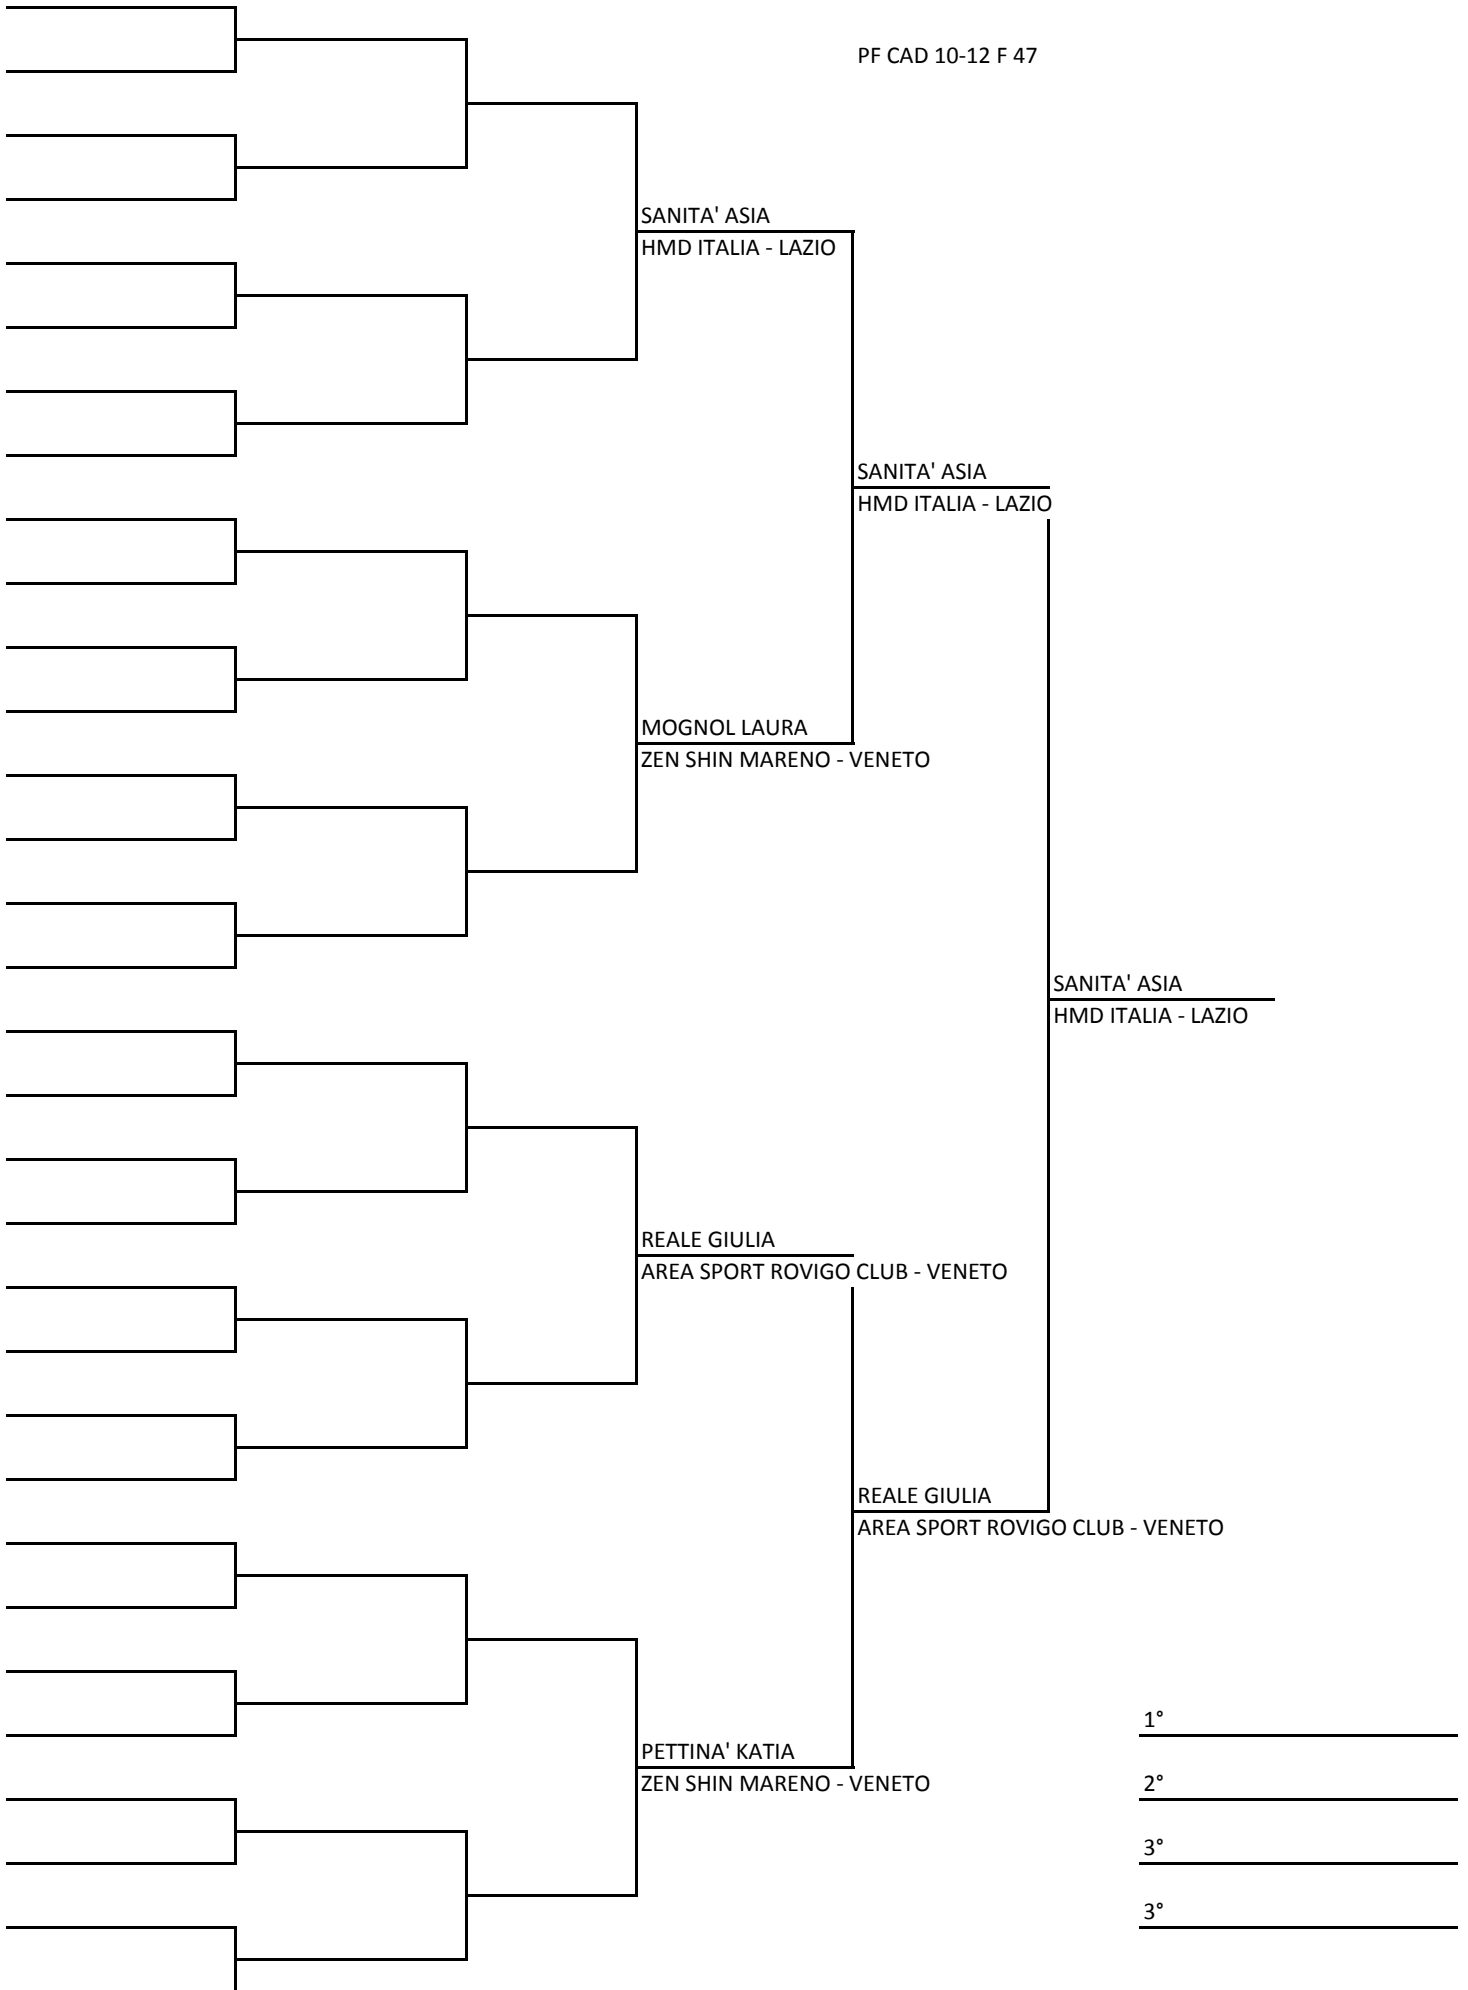 PF CAD 10-12 F 47
SANITA' ASIA
HMD ITALIA - LAZIO
SANITA' ASIA
HMD ITALIA - LAZIO
MOGNOL LAURA
ZEN SHIN MARENO - VENETO
SANITA' ASIA
HMD ITALIA - LAZIO
REALE GIULIA
AREA SPORT ROVIGO CLUB - VENETO
REALE GIULIA
AREA SPORT ROVIGO CLUB - VENETO
1°
PETTINA' KATIA
ZEN SHIN MARENO - VENETO
2°
3°
3°